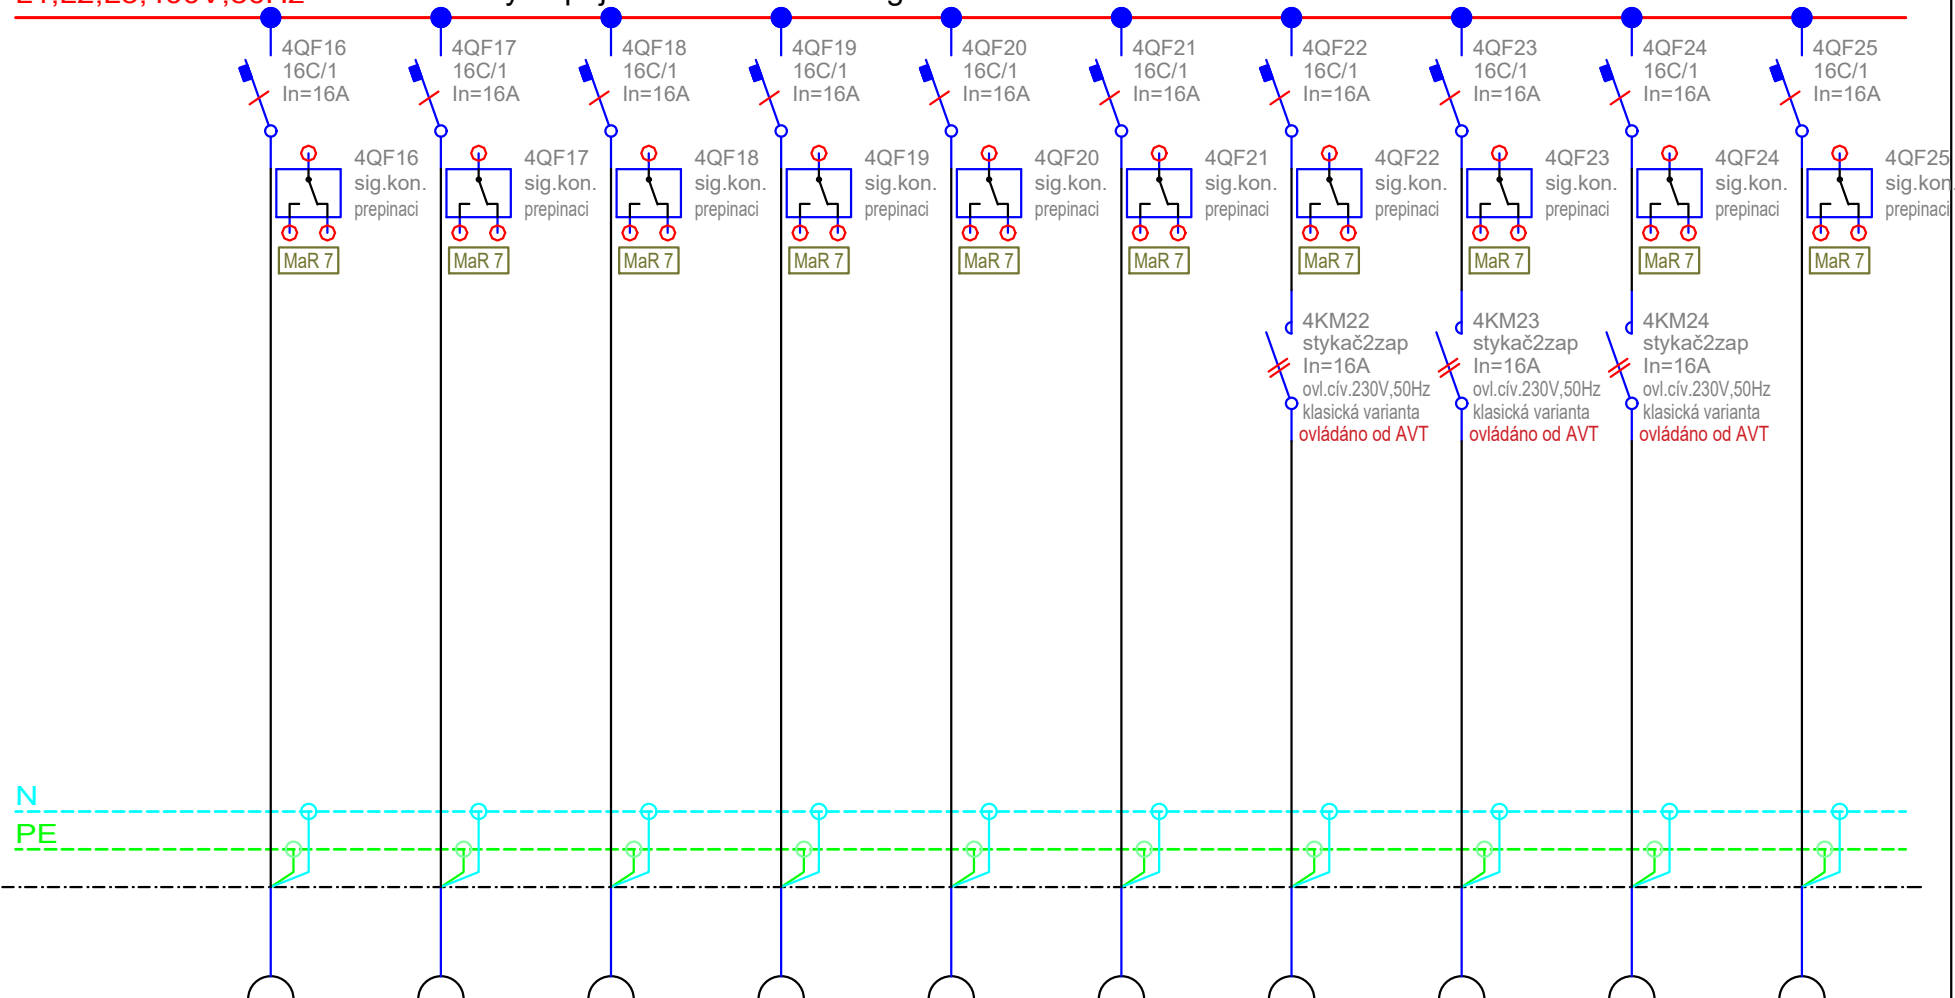 4QF16
16C/1
In=16A
4QF17
16C/1
In=16A
4QF18
16C/1
In=16A
4QF19
16C/1
In=16A
4QF20
16C/1
In=16A
4QF21
16C/1
In=16A
4QF22
16C/1
In=16A
4QF23
16C/1
In=16A
4QF24
16C/1
In=16A
4QF25
16C/1
In=16A
4QF16
sig.kon.
prepinaci
MaR 7
4QF17
sig.kon.
prepinaci
MaR 7
4QF18
sig.kon.
prepinaci
MaR 7
4QF19
sig.kon.
prepinaci
MaR 7
4QF20
sig.kon.
prepinaci
MaR 7
4QF21
sig.kon.
prepinaci
MaR 7
4QF22
sig.kon.
prepinaci
MaR 7
4QF23
sig.kon.
prepinaci
MaR 7
4QF24
sig.kon.
prepinaci
MaR 7
4QF25
sig.kon.
prepinaci
MaR 7
4KM22
stykač2zap
In=16A
ovl.cív.230V,50Hz
klasická varianta
ovládáno od AVT
4KM23
stykač2zap
In=16A
ovl.cív.230V,50Hz
klasická varianta
ovládáno od AVT
4KM24
stykač2zap
In=16A
ovl.cív.230V,50Hz
klasická varianta
ovládáno od AVT
N
PE